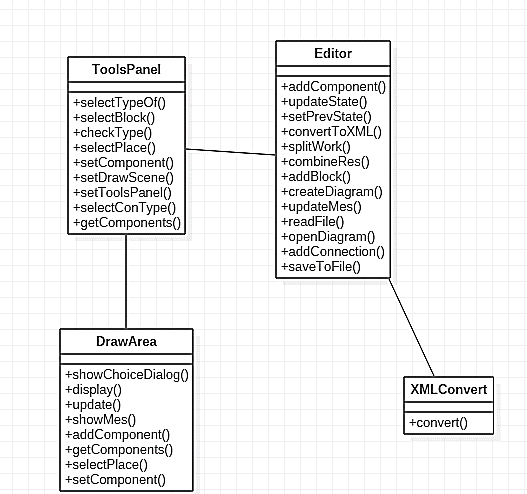 ToolsPanel
+selectTypeOf()
+selectBlock()
+checkType()
+selectPlace()
+setComponent()
+setDrawScene()
+setToolsPanel()
+selectConType()
+getComponents()
Editor
+addComponent()
+updateState()
+setPrevState()
+convertToXML()
+splitWork()
+combineRes()
+addBlock()
+createDiagram()
+updateMes()
+readFile()
+openDiagram()
+addConnection()
+saveToFile()
DrawArea
+showChoiceDialog()
+display()
+update()
+showMes()
+addComponent()
+getComponents()
+selectPlace()
+setComponent()
XMLConvert
+convert()